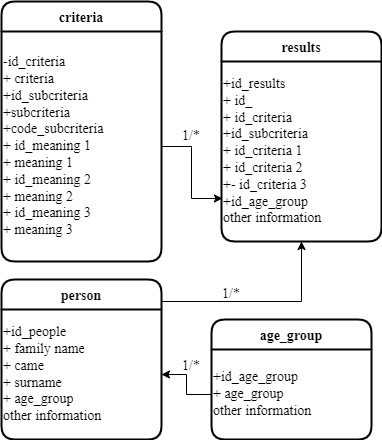 criteria
-id_criteria
+ criteria
+id_subcriteria
+subcriteria
+code_subcriteria
+ id_meaning 1
+ meaning 1
+ id_meaning 2
+ meaning 2
+ id_meaning 3
+ meaning 3
1/*
results
+id_results
+ id_
+ id_criteria
+id_subcriteria
+ id_criteria 1
+ id_criteria 2
+- id_criteria 3
+id_age_group
other information
person
+id_people
+ family name
+ came
+ surname
+ age_group
other information
1/*
1/*
age_group
+id_age_group
+ age_group
other information